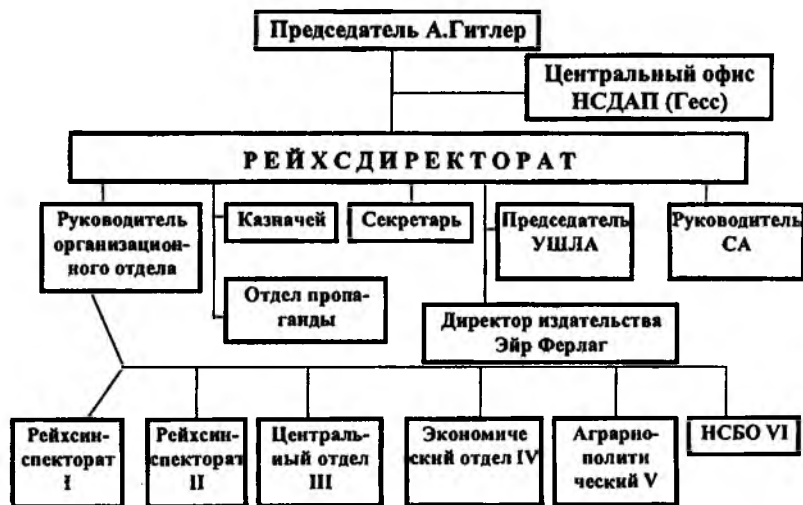 Председатель А.Гитлер
Центральный офис
НСДАП (Гесс)
РЕЙХСДИРЕКТОРАТ
Руководитель
организацион-
ного отдела
Казначей
Секретарь
Председатель
УШЛА
Руководитель
СА
Отдел пропа-
ганды
Директор издательства
Эйр Ферлаг
Рейхсин-
спекторат
I
Рейхсин-
спекторат
II
Централь-
ный отдел
III
Экономиче
ский отдел IV
Аграрно-
полити
ческий V
НСБО VI